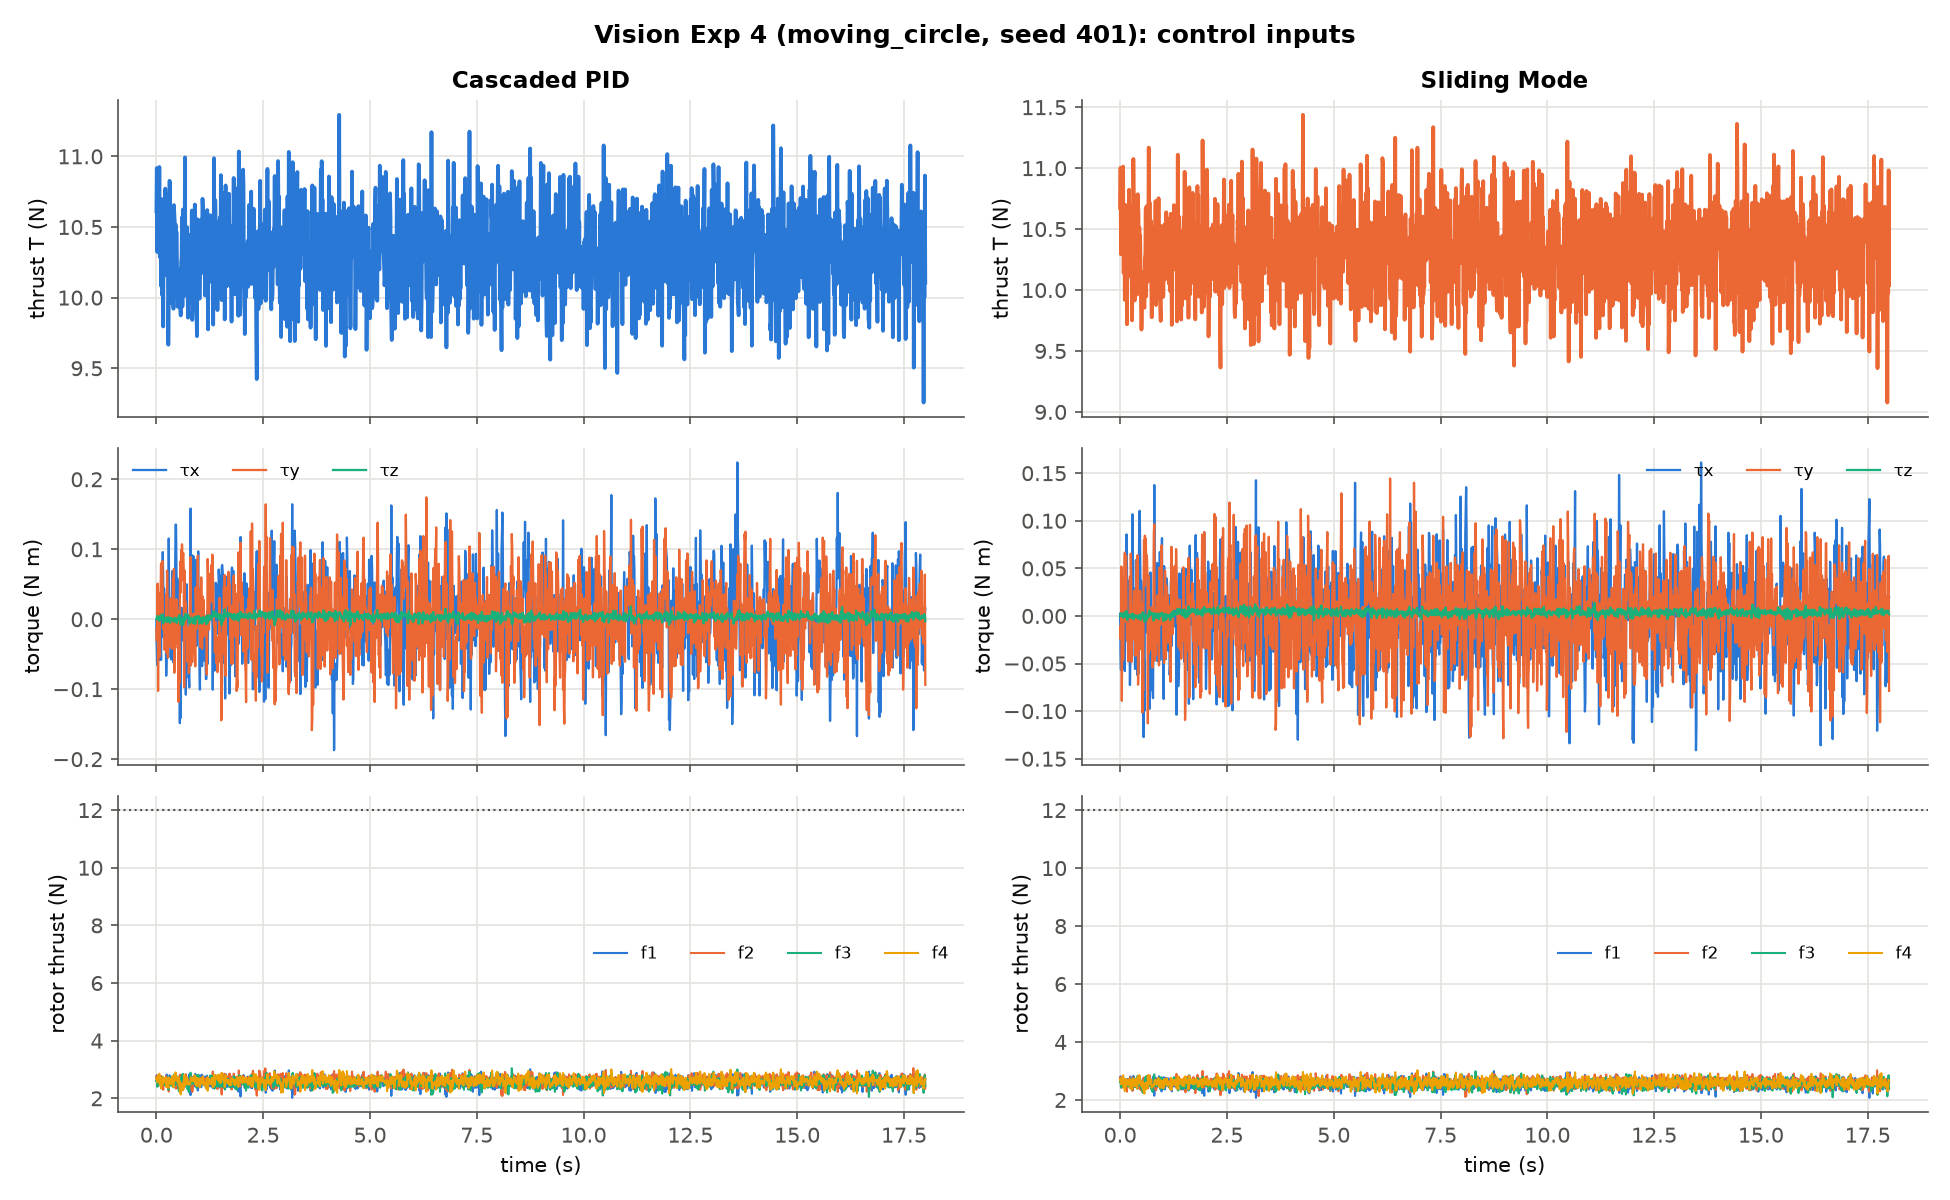 Vision Exp 4 (moving_circle, seed 401): control inputs
Cascaded PID
Sliding Mode
thrust T (N)
11.0
10.5
10.0
9.5
thrust T (N)
11.5
11.0
10.5
10.0
9.5
9.0
torque (N m)
0.2
0.1
0.0
−0.1
−0.2
τx τy τz
torque (N m)
0.15
0.10
0.05
0.00
−0.05
−0.10
−0.15
τx τy τz
rotor thrust (N)
12
10
8
6
4
2
f1 f2 f3 f4
0.0 2.5 5.0 7.5 10.0 12.5 15.0 17.5
time (s)
rotor thrust (N)
12
10
8
6
4
2
f1 f2 f3 f4
0.0 2.5 5.0 7.5 10.0 12.5 15.0 17.5
time (s)